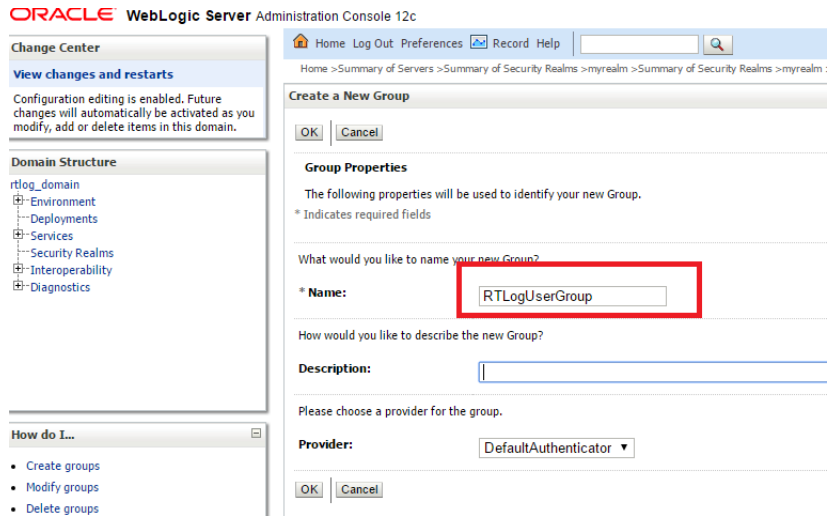 ORACLE WebLogic Server Administration Console 12c
Change Center
View changes and restarts
Configuration editing is enabled. Future
changes will automatically be activated as you
modify, add or delete items in this domain.
Domain Structure
rtlog_domain
Environment
Deployments
Services
Security Realms
Interoperability
Diagnostics
How do I...
Create groups
Modify groups
Delete groups
Home Log Out Preferences Record Help
Home >Summary of Servers >Summary of Security Realms >myrealm >Summary of Security Realms >myrealm
Create a New Group
OK Cancel
Group Properties
The following properties will be used to identify your new Group.
* Indicates required fields
What would you like to name your new Group?
* Name: RTLogUserGroup
How would you like to describe the new Group?
Description:
Please choose a provider for the group.
Provider: DefaultAuthenticator
OK Cancel